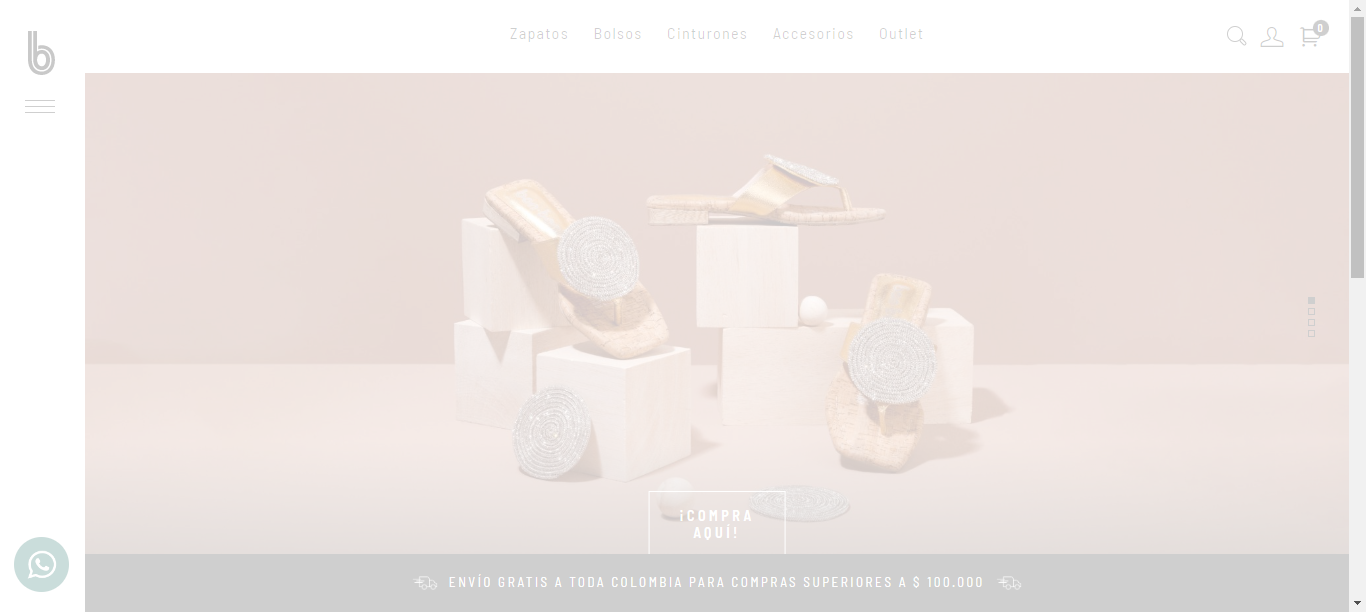 b
Zapatos Bolsos Cinturones Accesorios Outlet
0
¡COMPRA
AQUÍ!
ENVÍO GRATIS A TODA COLOMBIA PARA COMPRAS SUPERIORES A $ 100.000